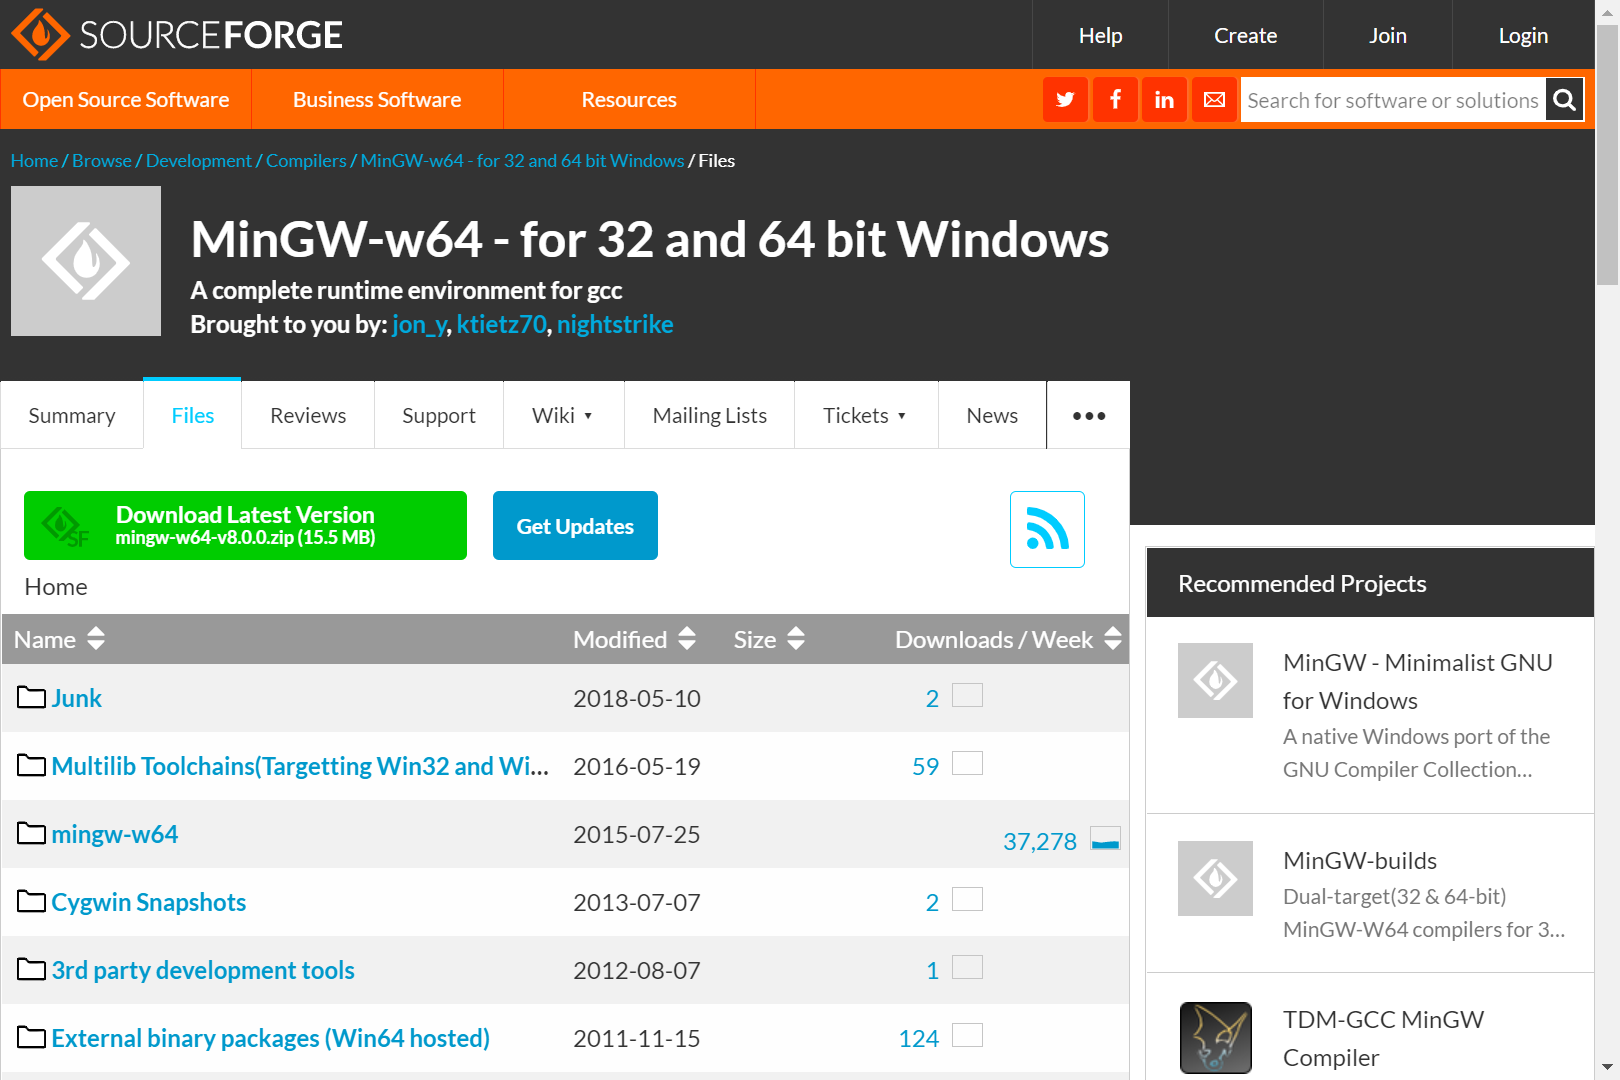 SOURCEFORGE
Help Create Join Login
Open Source Software Business Software Resources Search for software or solutions
Home / Browse / Development / Compilers / MinGW-w64 - for 32 and 64 bit Windows / Files
MinGW-w64 - for 32 and 64 bit Windows
A complete runtime environment for gcc
Brought to you by: jon_y, ktietz70, nightstrike
Summary Files Reviews Support Wiki ▾ Mailing Lists Tickets ▾ News •••
SF
Download Latest Version
mingw-w64-v8.0.0.zip (15.5 MB)
Get Updates
Home
Name Modified Size Downloads / Week
Junk 2018-05-10 2
Multilib Toolchains(Targetting Win32 and Wi... 2016-05-19 59
mingw-w64 2015-07-25 37,278
Cygwin Snapshots 2013-07-07 2
3rd party development tools 2012-08-07 1
External binary packages (Win64 hosted) 2011-11-15 124
Recommended Projects
MinGW - Minimalist GNU
for Windows
A native Windows port of the
GNU Compiler Collection...
MinGW-builds
Dual-target(32 & 64-bit)
MinGW-W64 compilers for 3...
TDM-GCC MinGW
Compiler